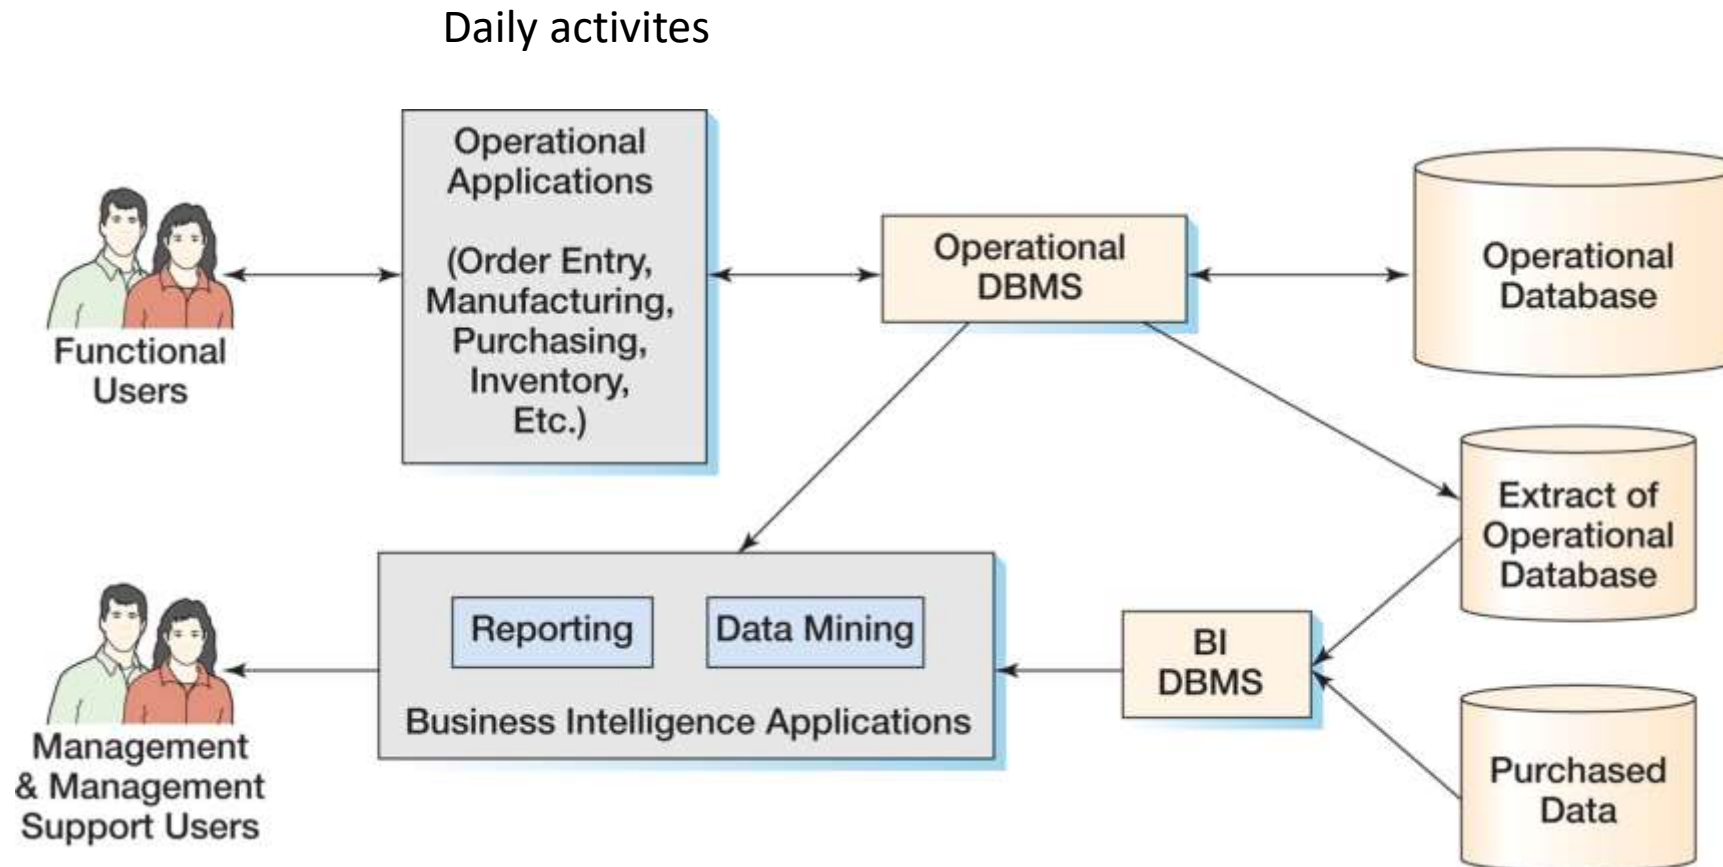 Daily activites
Operational
Applications
(Order Entry,
Manufacturing,
Purchasing,
Inventory,
Etc.)
Operational
DBMS
Operational
Database
Functional
Users
Extract of
Operational
Database
Reporting
Data Mining
Business Intelligence Applications
BI
DBMS
Management
& Management
Support Users
Purchased
Data